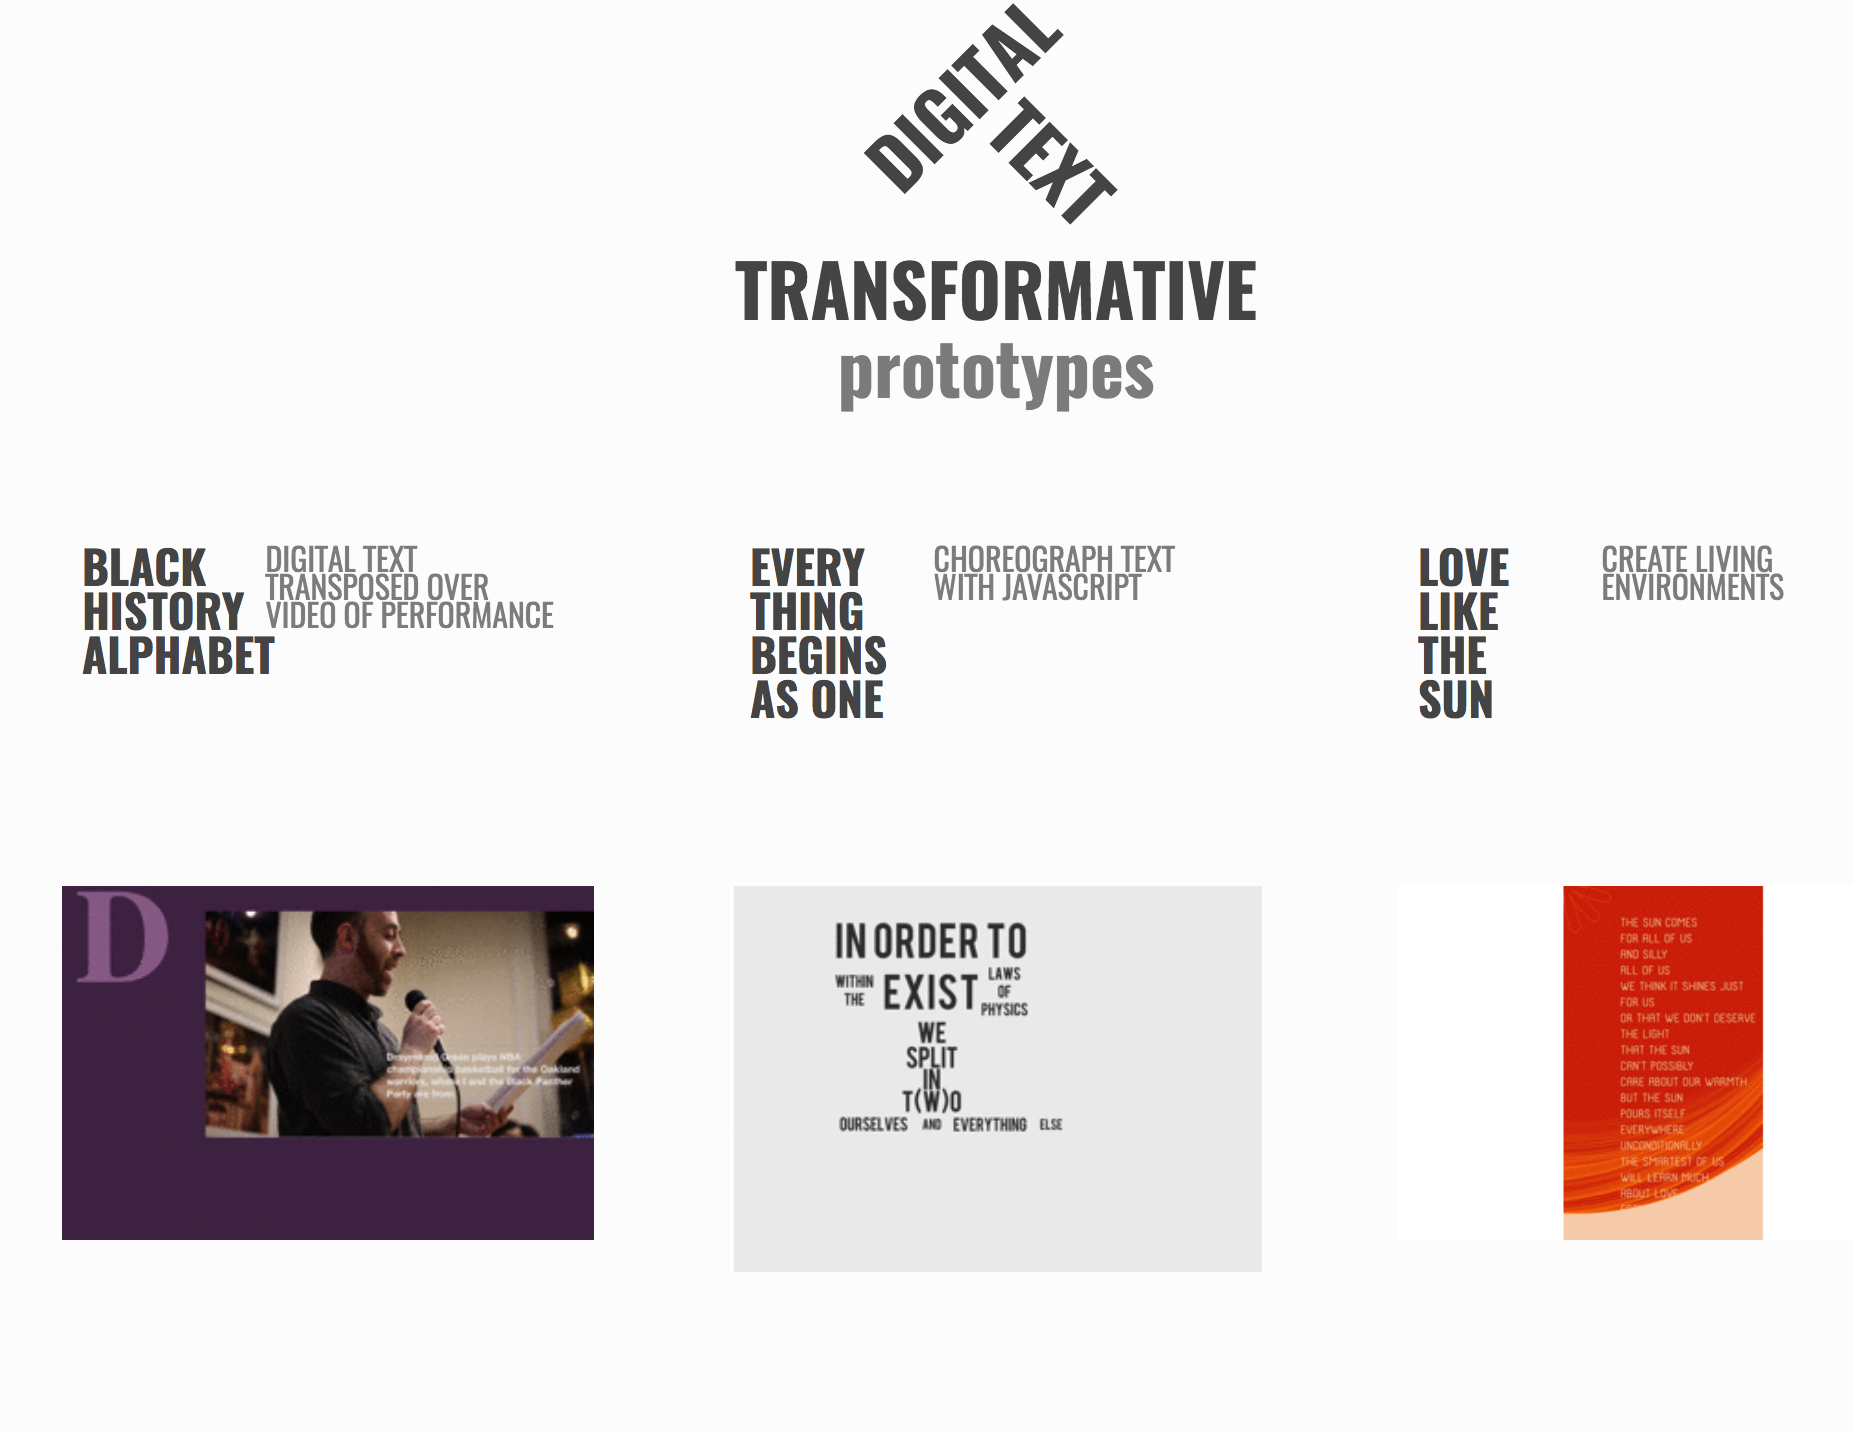 DIGITAL
TEXT
TRANSFORMATIVE
prototypes
BLACK
HISTORY
ALPHABET
DIGITAL TEXT
TRANSPOSED OVER
VIDEO OF PERFORMANCE
EVERY
THING
BEGINS
AS ONE
CHOREOGRAPH TEXT
WITH JAVASCRIPT
LOVE
LIKE
THE
SUN
CREATE LIVING
ENVIRONMENTS
D
Draymond Green plays NBA
championship basketball for the Oakland
warriors, where I and the Black Panther
Party are from
IN ORDER TO
WITHIN THE EXIST LAWS OF PHYSICS
WE
SPLIT
IN
T(W)O
OURSELVES AND EVERYTHING ELSE
THE SUN COMES
FOR ALL OF US
AND SILLY
ALL OF US
WE THINK IT SHINES JUST
FOR US
OR THAT WE DON'T DESERVE
THE LIGHT
THAT THE SUN
CAN'T POSSIBLY
CARE ABOUT OUR WARMTH
BUT THE SUN
POURS ITSELF
EVERYWHERE
UNCONDITIONALLY
THE SMARTEST OF US
WILL LEARN MUCH
ABOUT LOVE